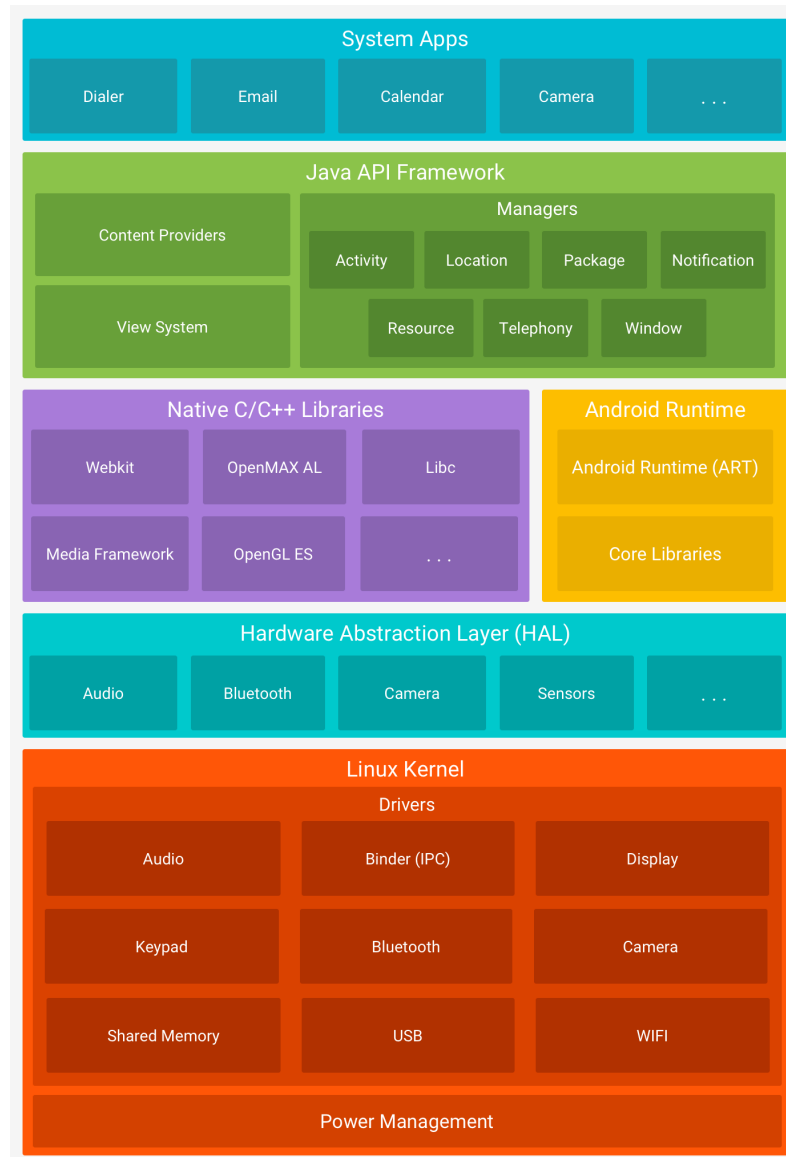 System Apps
Dialer
Email
Calendar
Camera
. . .
Java API Framework
Content Providers
View System
Managers
Activity
Location
Package
Notification
Resource
Telephony
Window
Native C/C++ Libraries
Webkit
OpenMAX AL
Libc
Media Framework
OpenGL ES
. . .
Android Runtime
Android Runtime (ART)
Core Libraries
Hardware Abstraction Layer (HAL)
Audio
Bluetooth
Camera
Sensors
. . .
Linux Kernel
Drivers
Audio
Binder (IPC)
Display
Keypad
Bluetooth
Camera
Shared Memory
USB
WIFI
Power Management